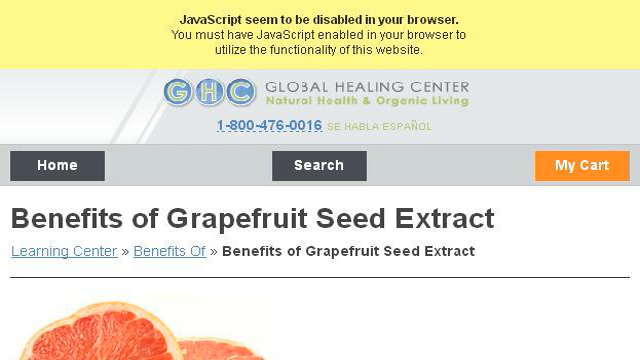 JavaScript seem to be disabled in your browser.
You must have JavaScript enabled in your browser to
utilize the functionality of this website.
GHC GLOBAL HEALING CENTER
Natural Health & Organic Living
1-800-476-0016 SE HABLA ESPAÑOL
Home Search My Cart
Benefits of Grapefruit Seed Extract
Learning Center » Benefits Of » Benefits of Grapefruit Seed Extract